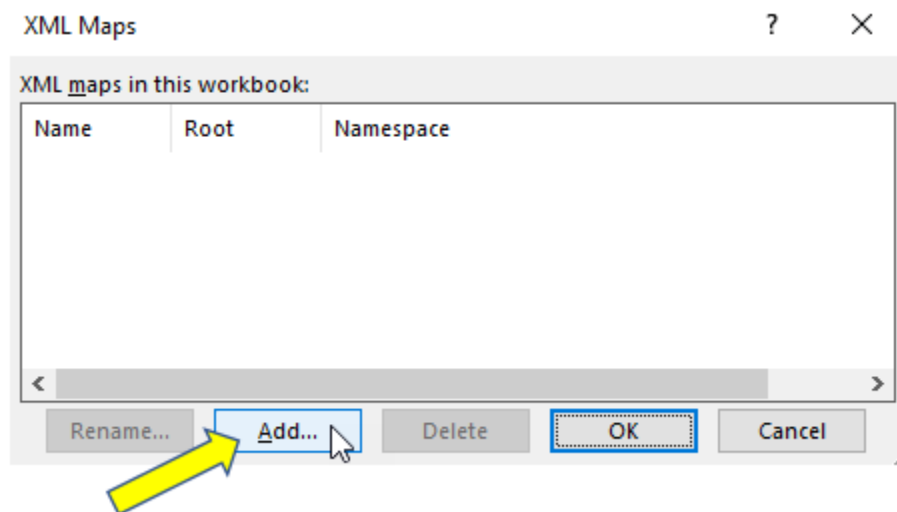 XML Maps ?
XML maps in this workbook:
Name Root Namespace
Rename... Add... Delete OK Cancel